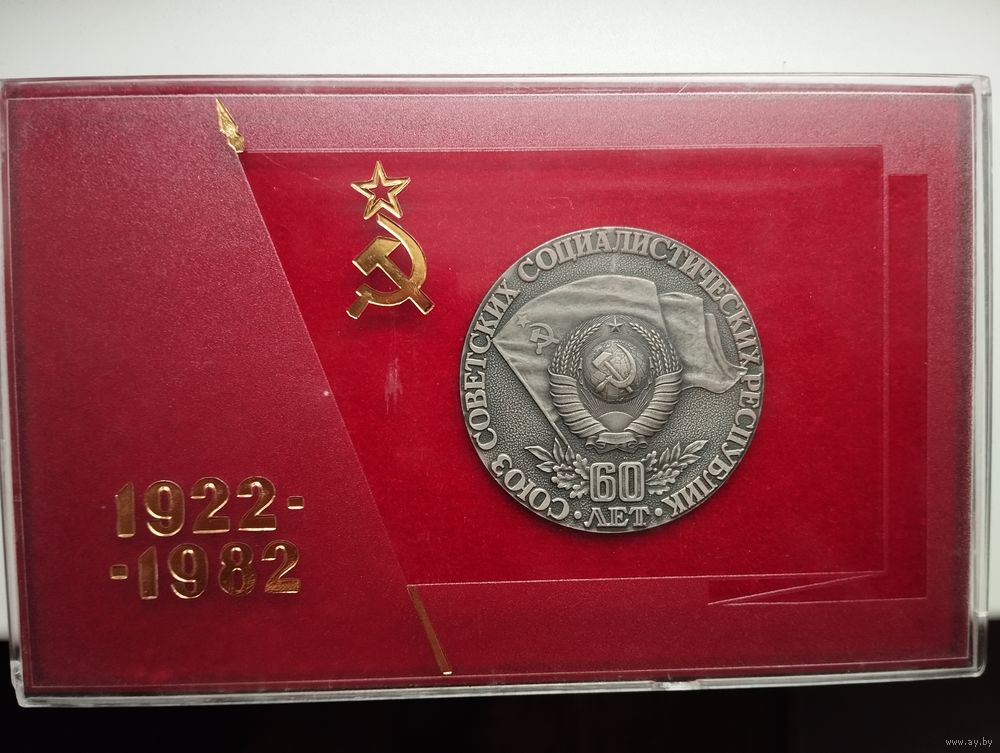 СОЮЗ СОВЕТСКИХ СОЦИАЛИСТИЧЕСКИХ РЕСПУБЛИК
60
·ЛЕТ·
1922-
-1982
www.ay.by